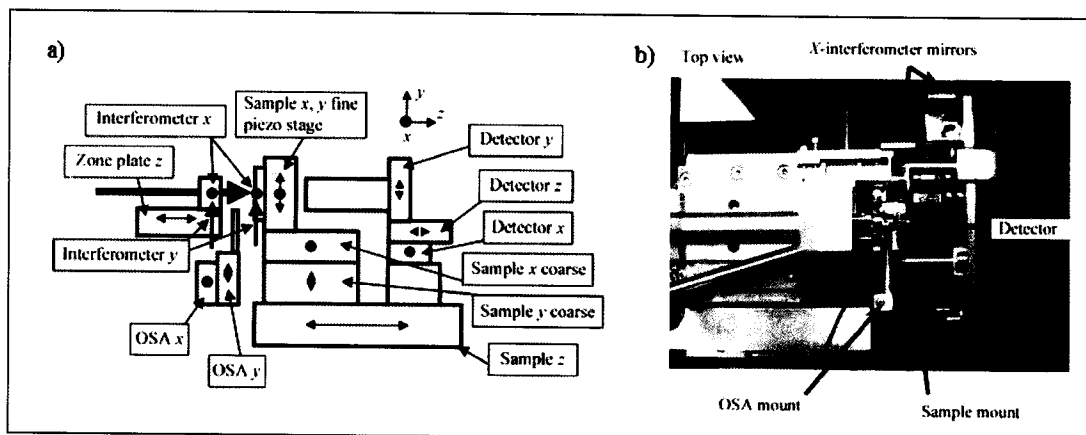 a)
y
z
x
Interferometer x
Sample x, y fine
piezo stage
Zone plate z
Detector y
Detector z
Detector x
Interferometer y
Sample x coarse
Sample y coarse
OSA x
OSA y
Sample z
b)
Top view
X-interferometer mirrors
Detector
OSA mount
Sample mount